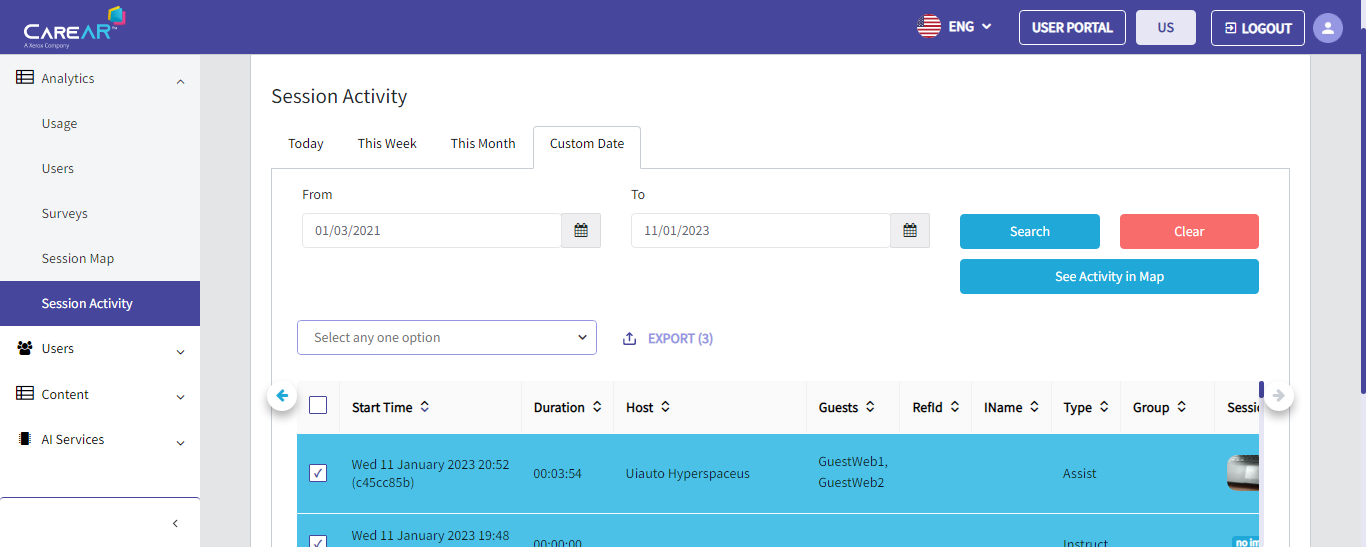 CAREAR™
A Xerox Company
ENG
USER PORTAL
US
LOGOUT
Analytics
Usage
Users
Surveys
Session Map
Session Activity
Users
Content
AI Services
Session Activity
Today
This Week
This Month
Custom Date
From
To
01/03/2021
11/01/2023
Search
Clear
See Activity in Map
Select any one option
EXPORT (3)
Start Time
Duration
Host
Guests
RefId
IName
Type
Group
Sessi
Wed 11 January 2023 20:52
(c45cc85b)
00:03:54
Uiauto Hyperspaceus
GuestWeb1,
GuestWeb2
Assist
Wed 11 January 2023 19:48
00:00:00
Instruct
no im